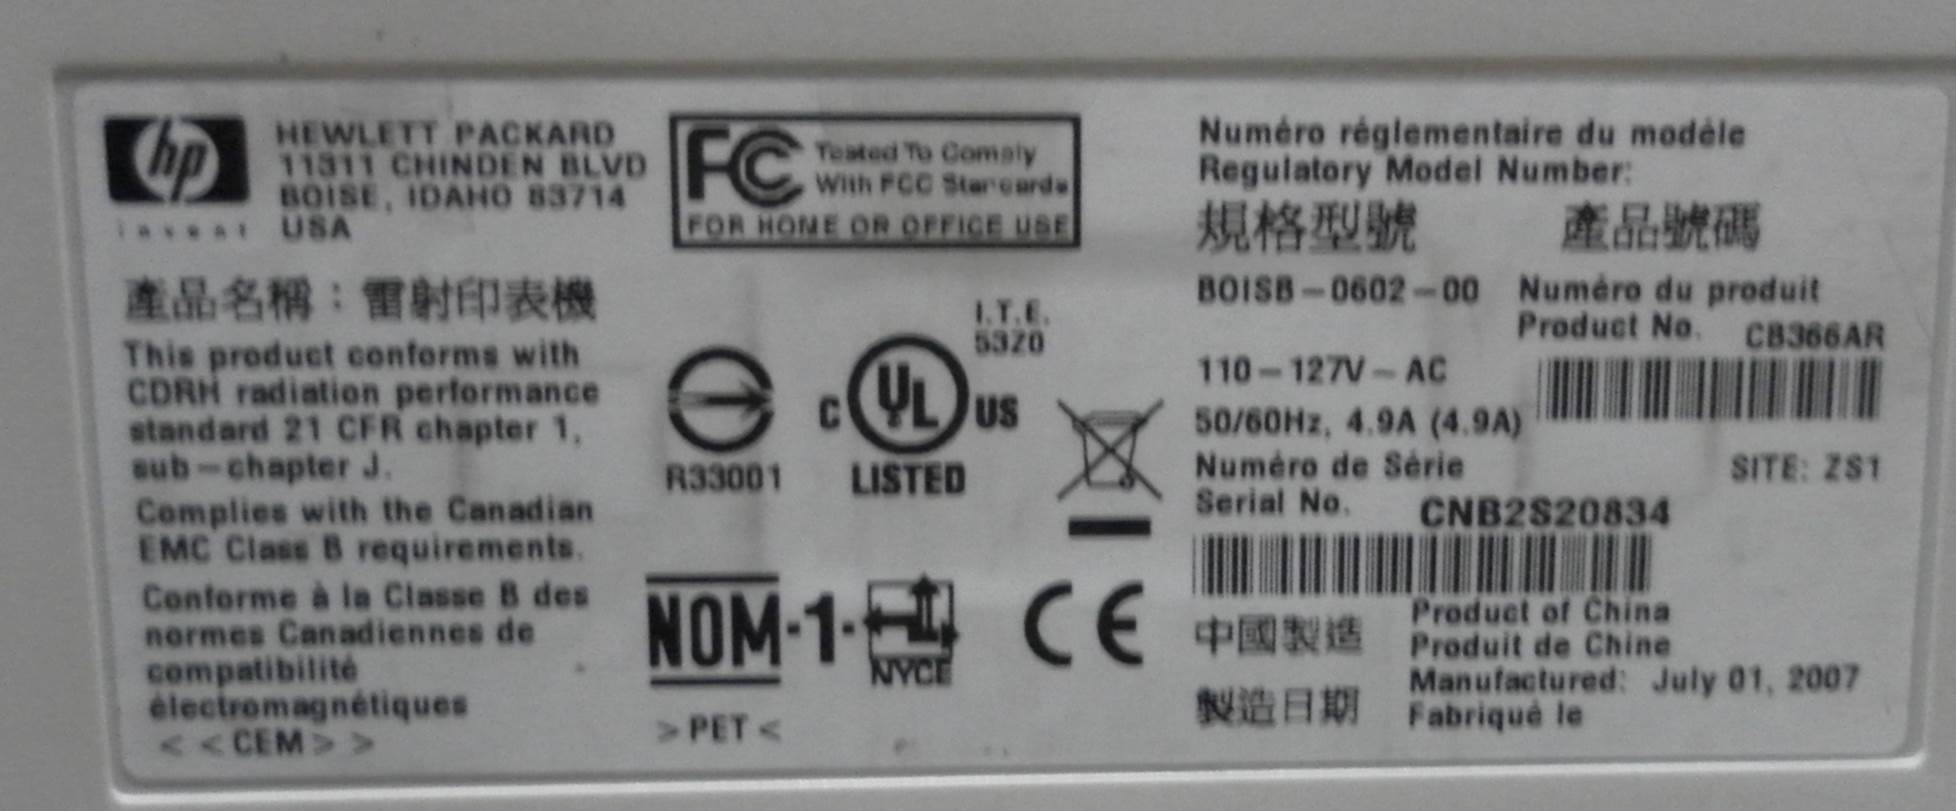 hp
invent
HEWLETT PACKARD
11311 CHINDEN BLVD
BOISE, IDAHO 83714
USA
產品名稱：雷射印表機
This product conforms with
CDRH radiation performance
standard 21 CFR chapter 1,
sub-chapter J.
Complies with the Canadian
EMC Class B requirements.
Conforme à la Classe B des
normes Canadiennes de
compatibilité
électromagnétiques
< < CEM > >
FC Tested To Comply
With FCC Standards
FOR HOME OR OFFICE USE
R33001
I.T.E.
53Z0
C UL US
LISTED
NOM-1-
NYCE
CE
> PET <
Numéro réglementaire du modèle
Regulatory Model Number:
規格型號
BOISB-0602-00
產品號碼
Numéro du produit
Product No. CB366AR
110-127V~AC
50/60Hz, 4.9A (4.9A)
Numéro de Série
Serial No. CNB2S20834
SITE: ZS1
中國製造
Product of China
Produit de Chine
製造日期
Manufactured: July 01, 2007
Fabriqué le